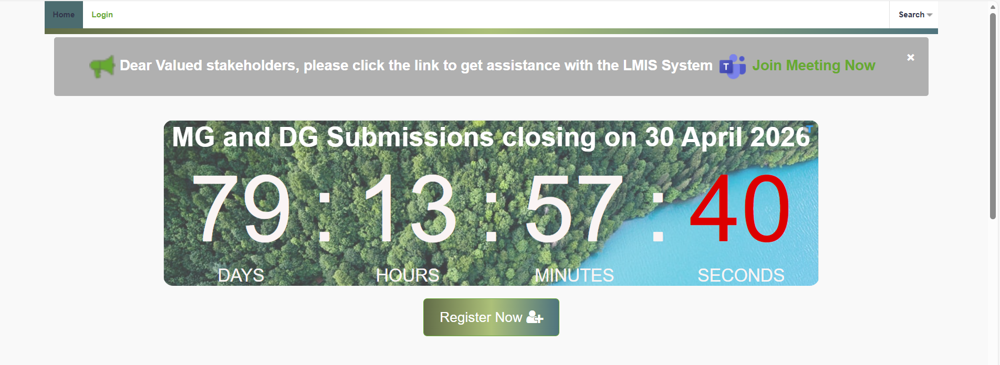 Home Login Search
Dear Valued stakeholders, please click the link to get assistance with the LMIS System T Join Meeting Now ×
MG and DG Submissions closing on 30 April 2026 T
79 : 13 : 57 : 40
DAYS HOURS MINUTES SECONDS
Register Now